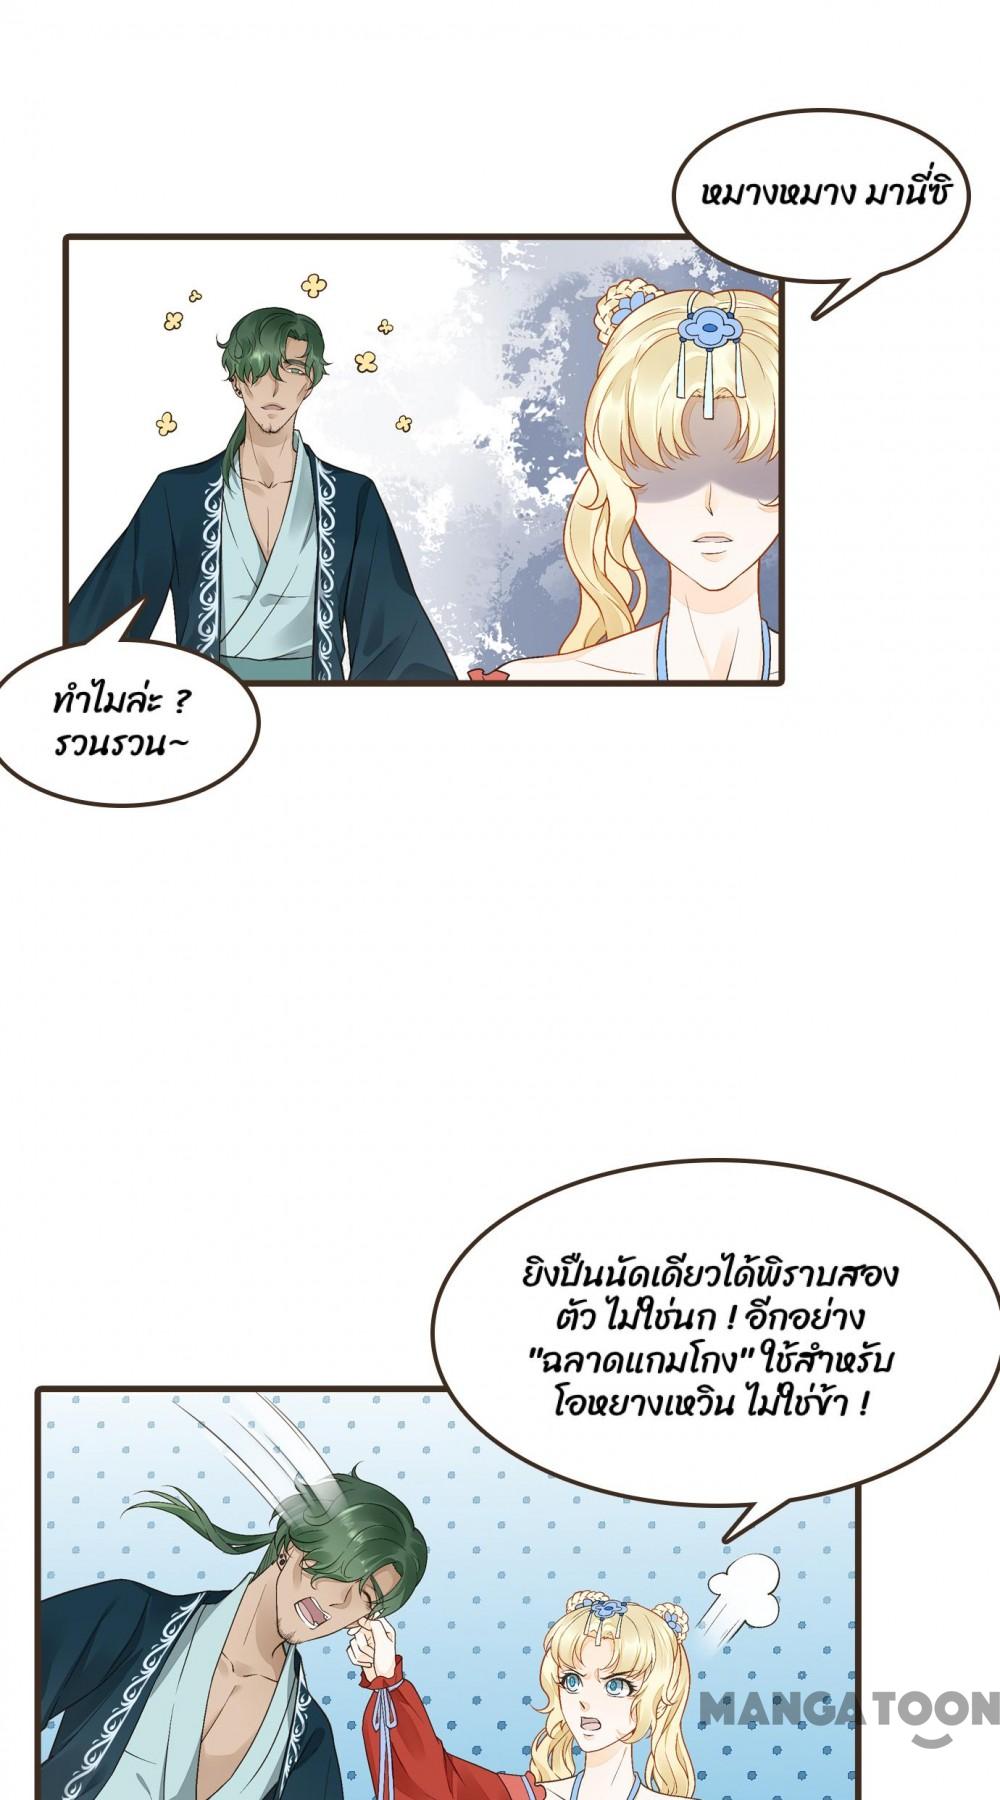 หมางหมาง มานี่ซิ
ทำไมล่ะ ?
รวนรวน~
ยิงปืนนัดเดียวได้พิราบสอง
ตัว ไม่ใช่นก ! อีกอย่าง
"ฉลาดแกมโกง" ใช้สำหรับ
โอหยางเหวิน ไม่ใช่ข้า !
MANGATOON